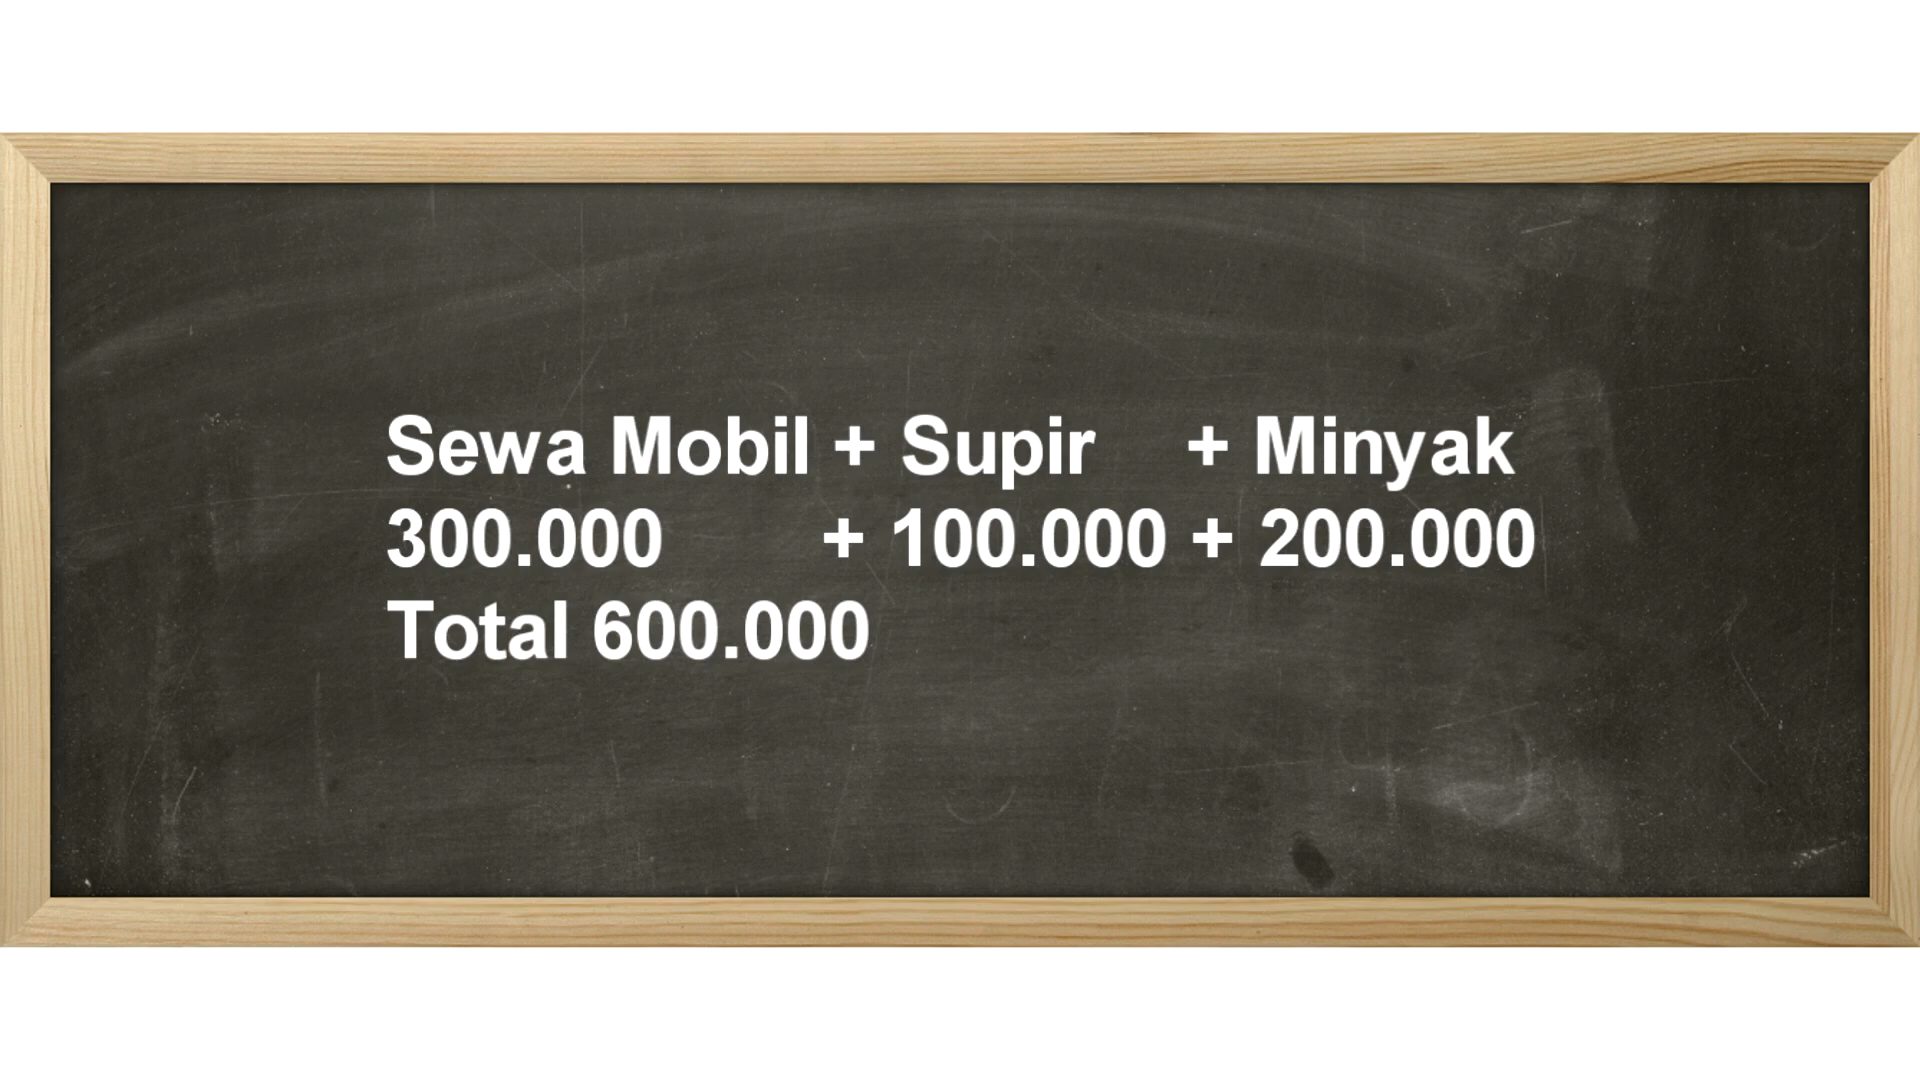 Sewa Mobil + Supir + Minyak
300.000 + 100.000 + 200.000
Total 600.000